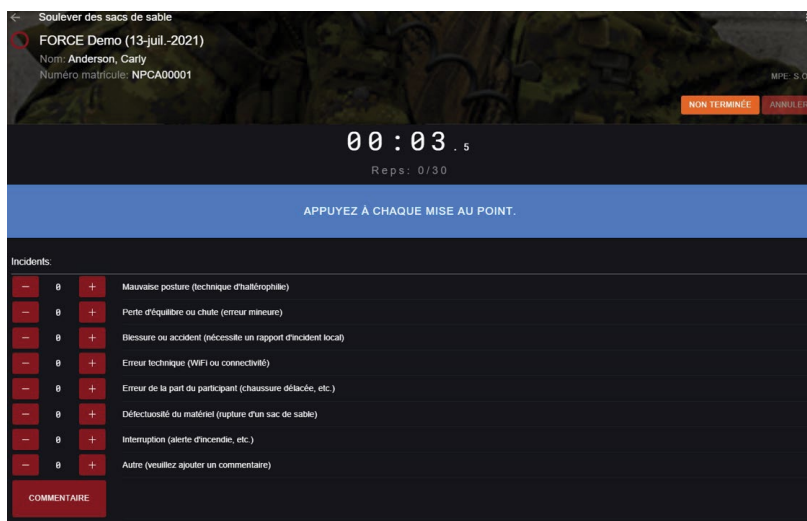 ← Soulever des sacs de sable
FORCE Demo (13-juil.-2021)
Nom: Anderson, Carly
Numéro matricule: NPCA00001
MPE: S.O
NON TERMINÉE ANNULER
00:03.5
Reps: 0/30
APPUYEZ À CHAQUE MISE AU POINT.
Incidents:
− 0 + Mauvaise posture (technique d'haltérophilie)
− 0 + Perte d'équilibre ou chute (erreur mineure)
− 0 + Blessure ou accident (nécessite un rapport d'incident local)
− 0 + Erreur technique (WiFi ou connectivité)
− 0 + Erreur de la part du participant (chaussure délacée, etc.)
− 0 + Défectuosité du matériel (rupture d'un sac de sable)
− 0 + Interruption (alerte d'incendie, etc.)
− 0 + Autre (veuillez ajouter un commentaire)
COMMENTAIRE